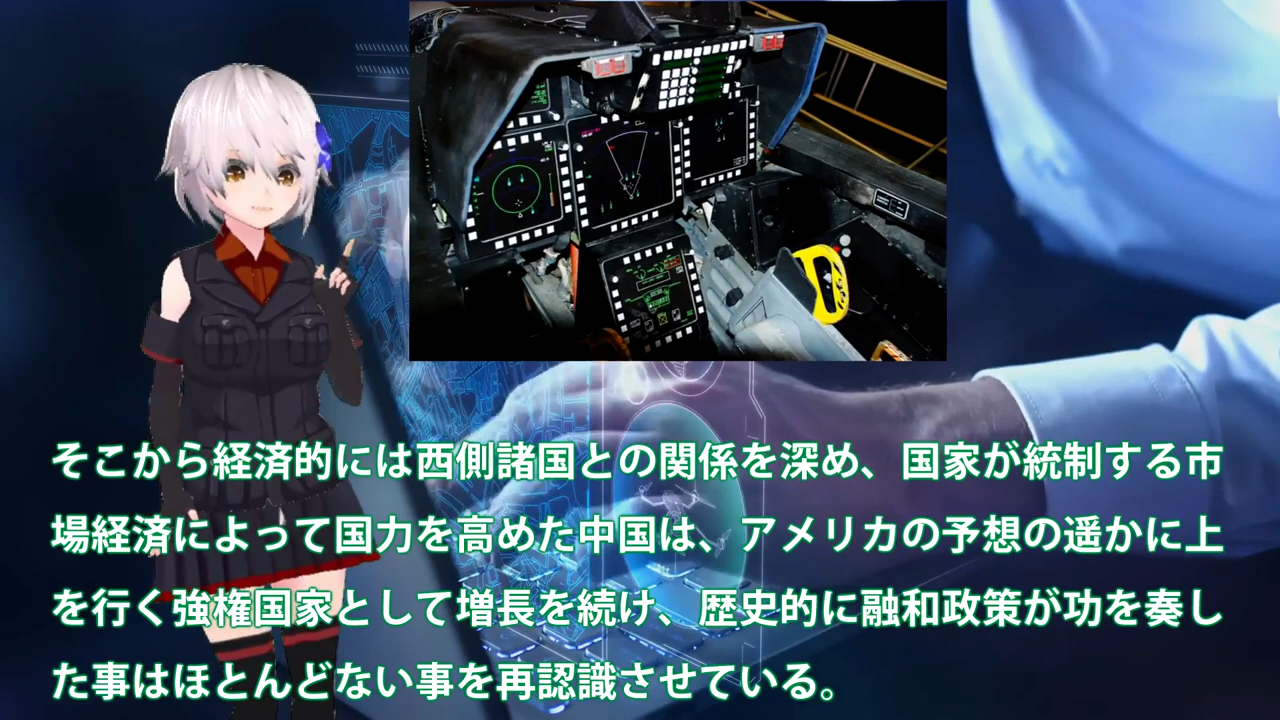 そこから経済的には西側諸国との関係を深め、国家が統制する市
場経済によって国力を高めた中国は、アメリカの予想の遥かに上
を行く強権国家として増長を続け、歴史的に融和政策が功を奏し
た事はほとんどない事を再認識させている。